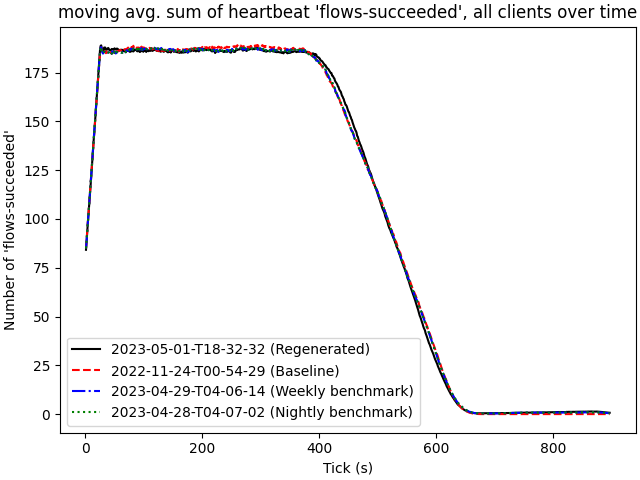 moving avg. sum of heartbeat 'flows-succeeded', all clients over time
Number of 'flows-succeeded'
175
150
125
100
75
50
25
0
2023-05-01-T18-32-32 (Regenerated)
2022-11-24-T00-54-29 (Baseline)
2023-04-29-T04-06-14 (Weekly benchmark)
2023-04-28-T04-07-02 (Nightly benchmark)
0 200 400 600 800
Tick (s)